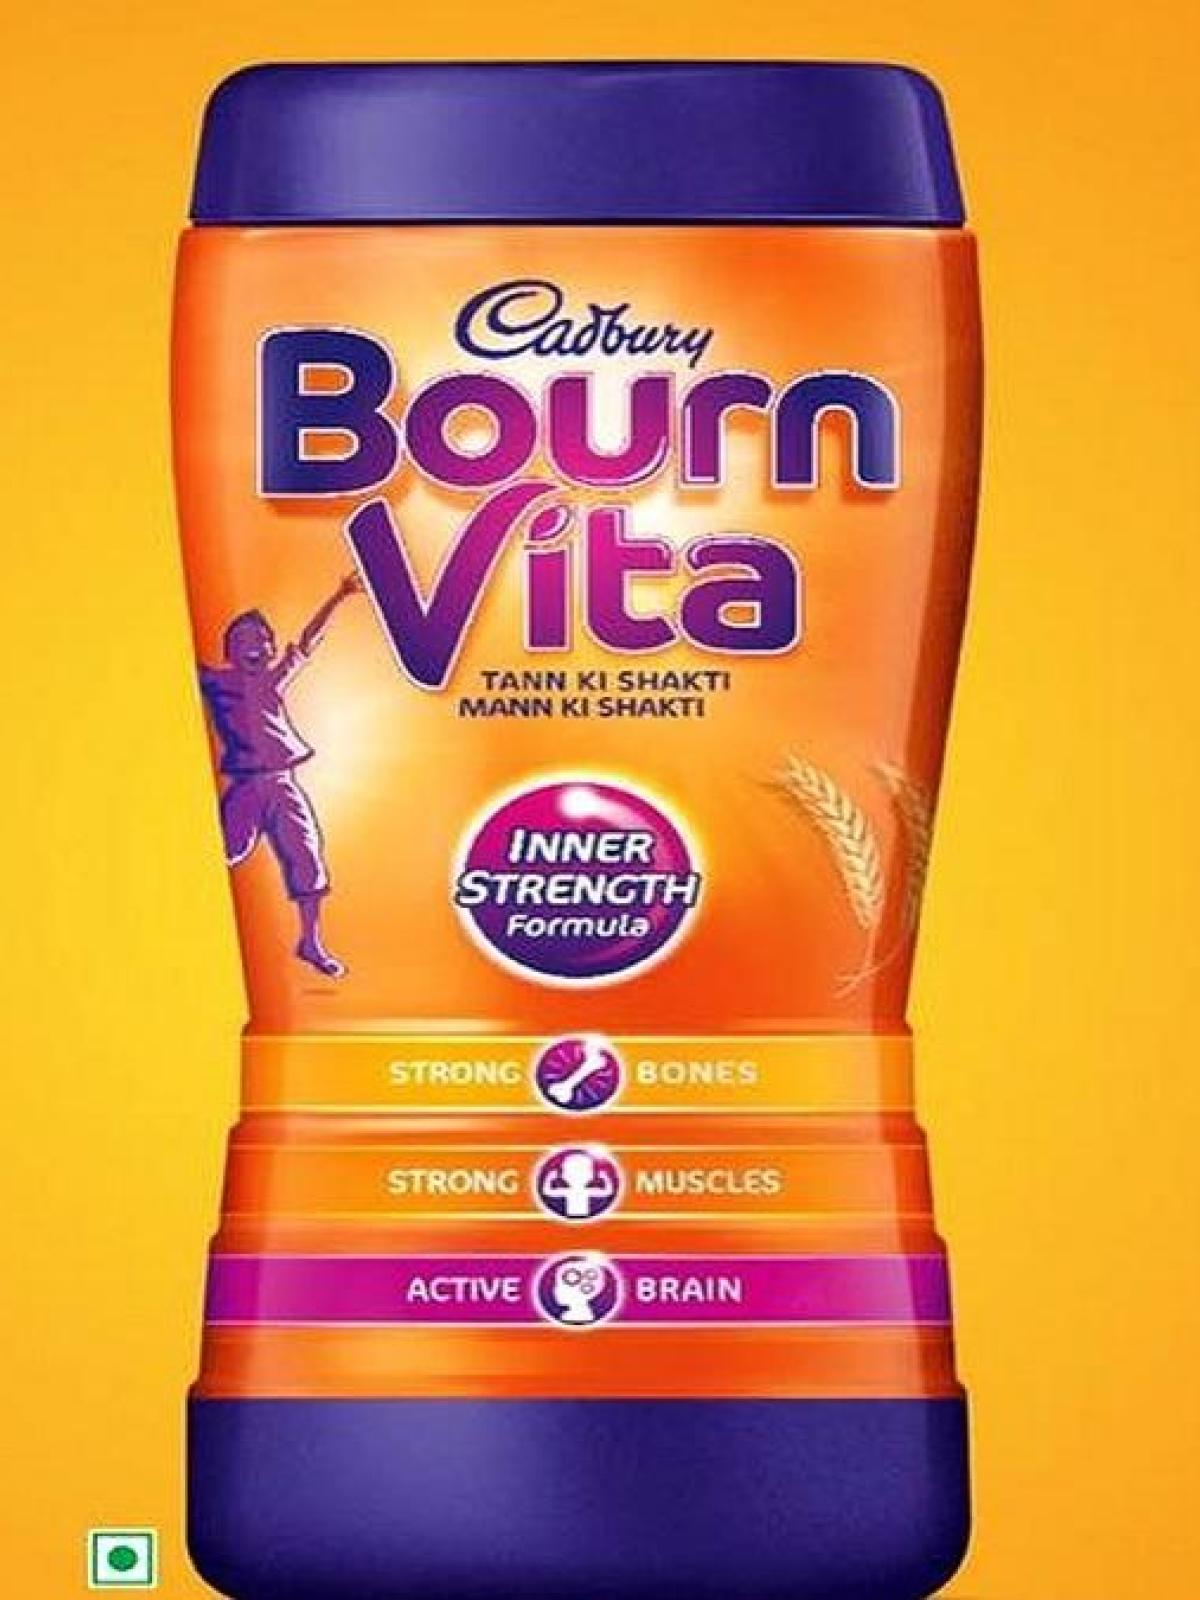 Cadbury
Bourn
Vita
TANN KI SHAKTI
MANN KI SHAKTI
INNER
STRENGTH
Formula
STRONG BONES
STRONG MUSCLES
ACTIVE BRAIN